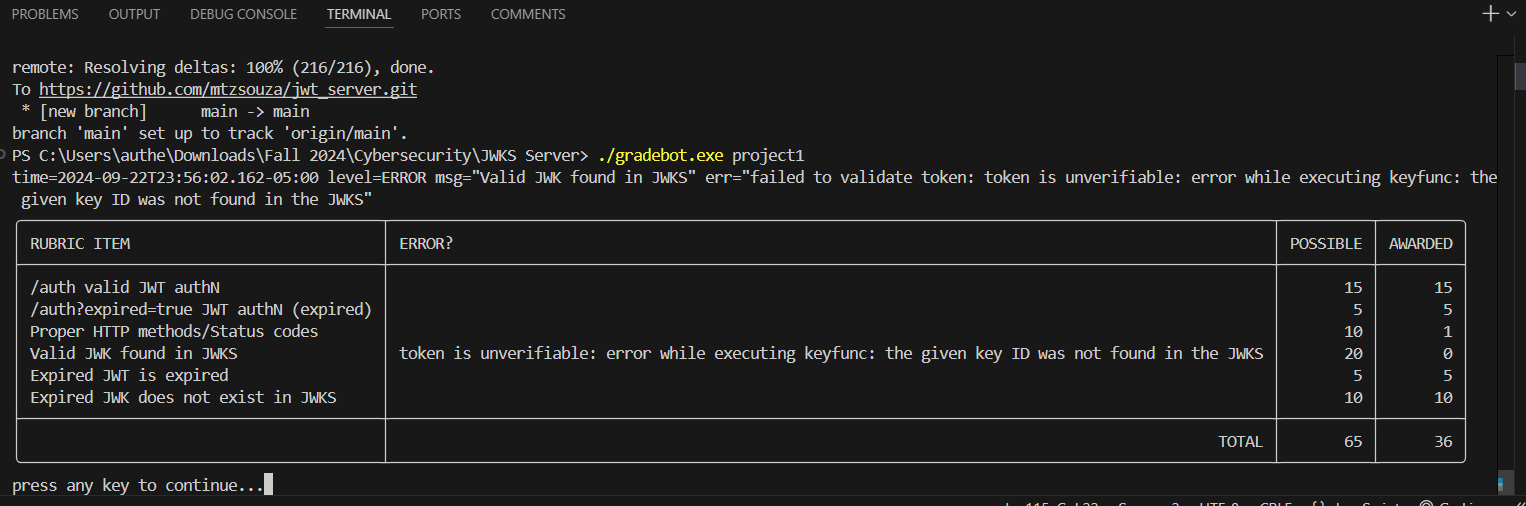 PROBLEMS OUTPUT DEBUG CONSOLE TERMINAL PORTS COMMENTS
remote: Resolving deltas: 100% (216/216), done.
To https://github.com/mtzsouza/jwt_server.git
* [new branch] main -> main
branch 'main' set up to track 'origin/main'.
PS C:\Users\authe\Downloads\Fall 2024\Cybersecurity\JWKS Server> ./gradebot.exe project1
time=2024-09-22T23:56:02.162-05:00 level=ERROR msg="Valid JWK found in JWKS" err="failed to validate token: token is unverifiable: error while executing keyfunc: the
given key ID was not found in the JWKS"
RUBRIC ITEM ERROR? POSSIBLE AWARDED
/auth valid JWT authN 15 15
/auth?expired=true JWT authN (expired) 5 5
Proper HTTP methods/Status codes 10 1
Valid JWK found in JWKS token is unverifiable: error while executing keyfunc: the given key ID was not found in the JWKS 20 0
Expired JWT is expired 5 5
Expired JWK does not exist in JWKS 10 10
TOTAL 65 36
press any key to continue...